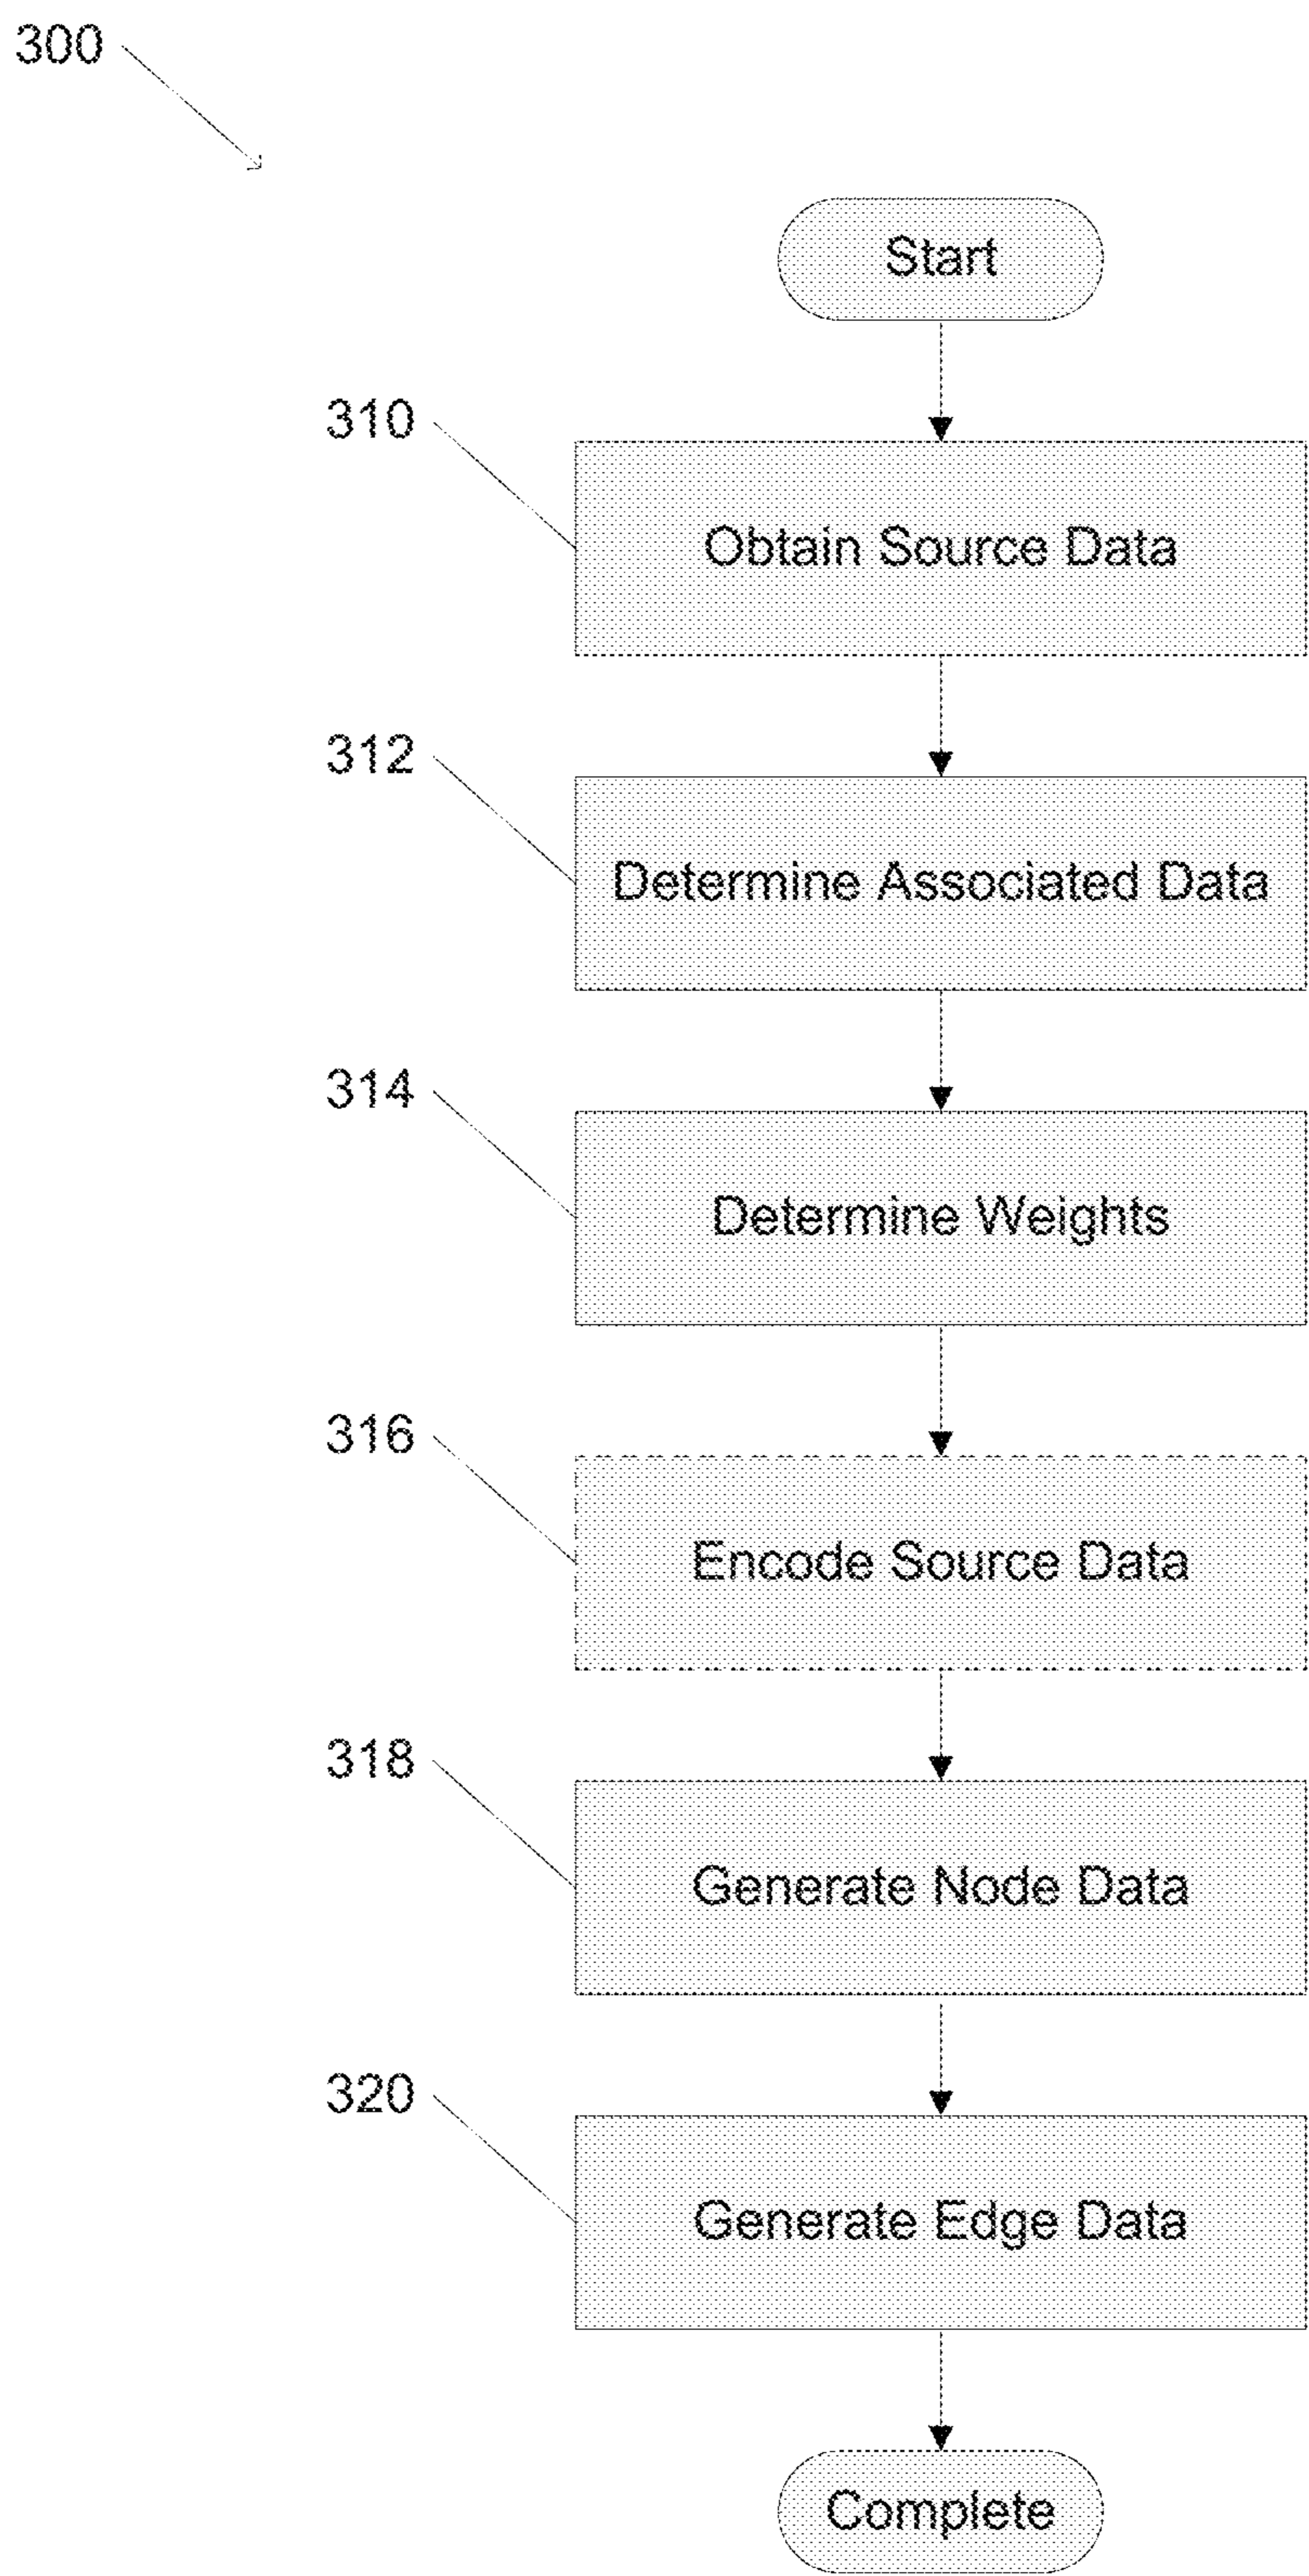 300
Start
310
Obtain Source Data
312
Determine Associated Data
314
Determine Weights
316
Encode Source Data
318
Generate Node Data
320
Generate Edge Data
Complete